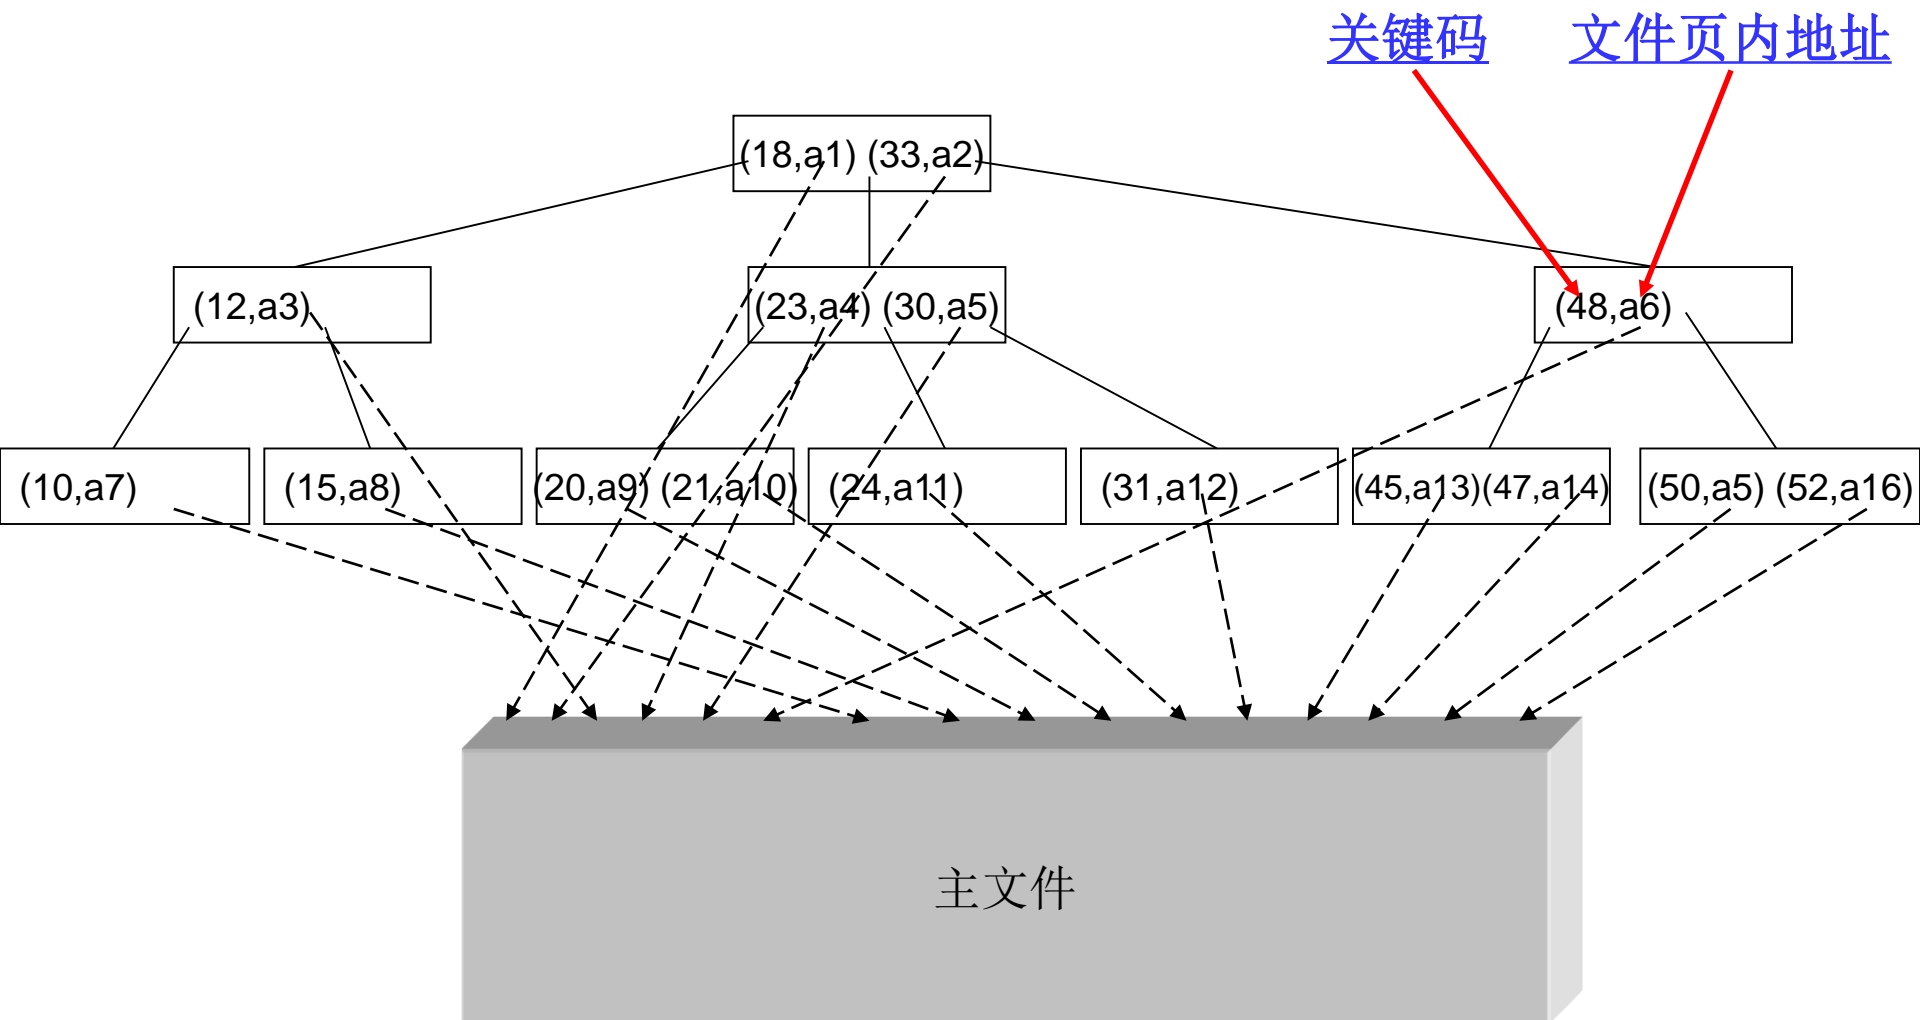 关键码 文件页内地址
(18,a1) (33,a2)
(12,a3) (23,a4) (30,a5) (48,a6)
(10,a7) (15,a8) (20,a9) (21,a10) (24,a11) (31,a12) (45,a13)(47,a14) (50,a5) (52,a16)
主文件